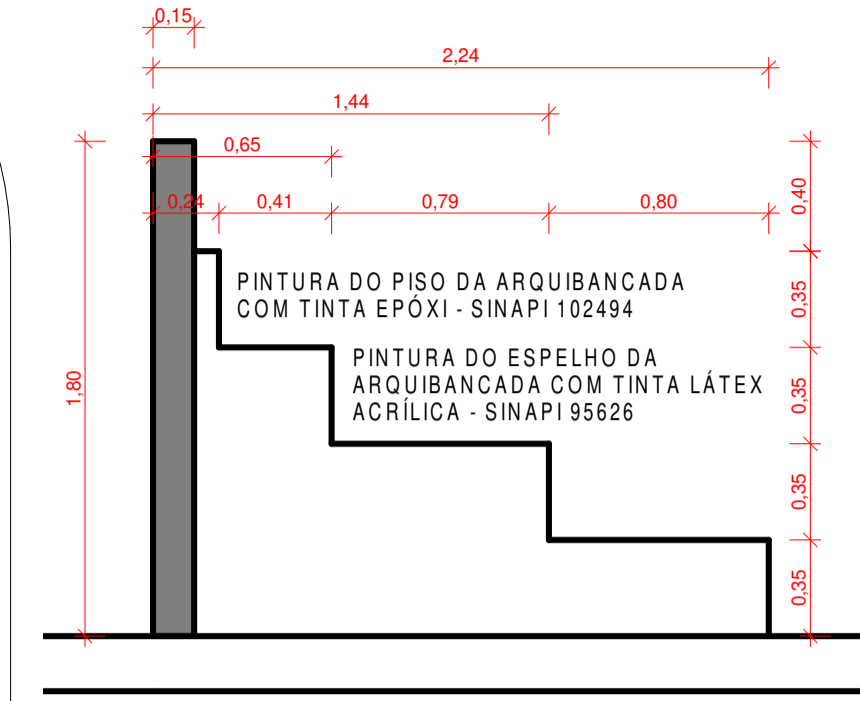 0,15
2,24
1,44
0,65
0,24 0,41 0,79 0,80
0,40
PINTURA DO PISO DA ARQUIBANCADA
COM TINTA EPÓXI - SINAPI 102494
0,35
PINTURA DO ESPELHO DA
ARQUIBANCADA COM TINTA LÁTEX
ACRÍLICA - SINAPI 95626
1,80
0,35
0,35
0,35